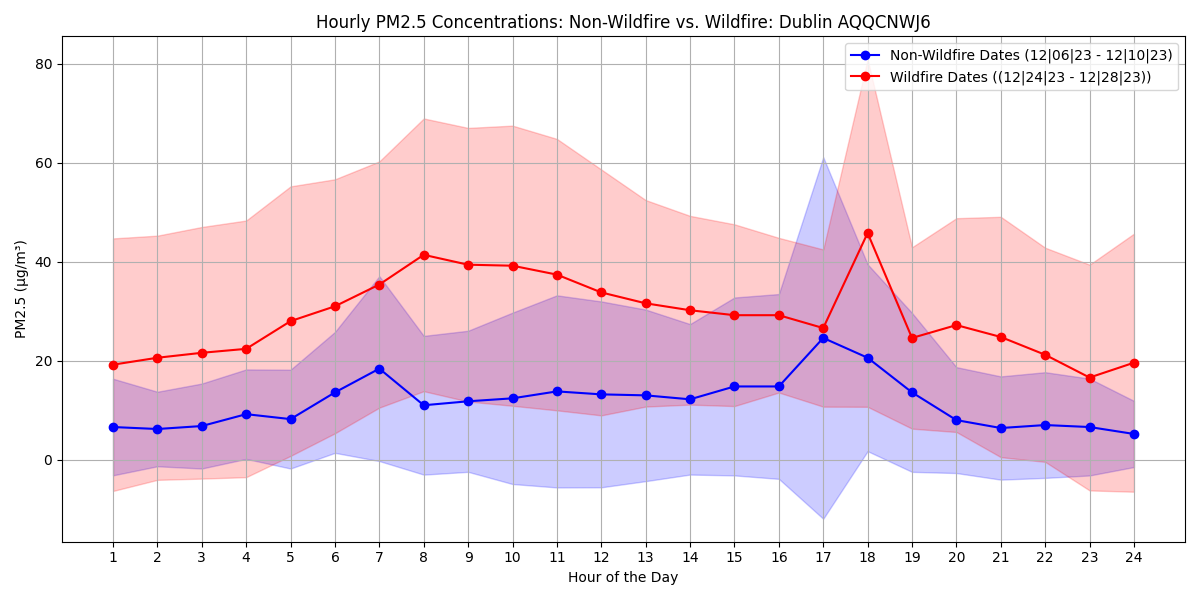 Hourly PM2.5 Concentrations: Non-Wildfire vs. Wildfire: Dublin AQQCNWJ6
Non-Wildfire Dates (12|06|23 - 12|10|23)
Wildfire Dates ((12|24|23 - 12|28|23))
PM2.5 (µg/m³)
80
60
40
20
0
1 2 3 4 5 6 7 8 9 10 11 12 13 14 15 16 17 18 19 20 21 22 23 24
Hour of the Day